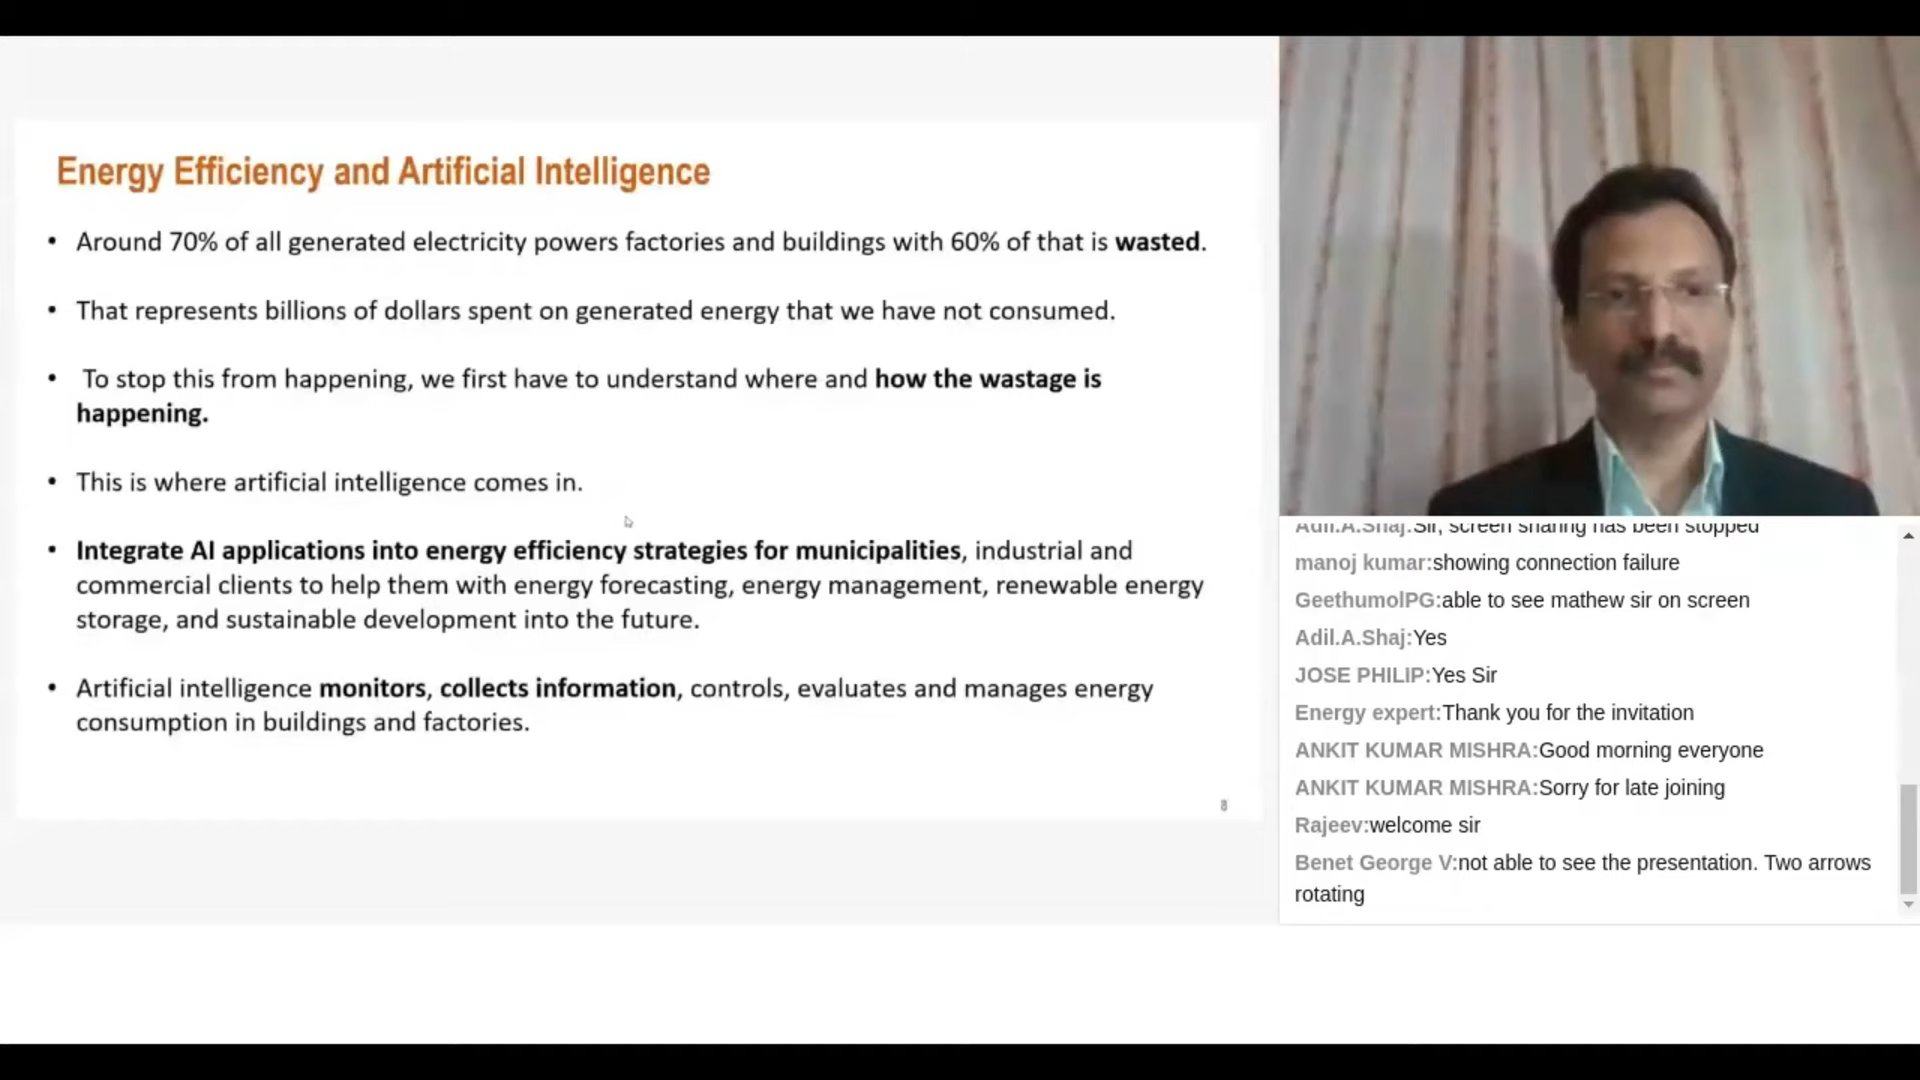 Energy Efficiency and Artificial Intelligence
• Around 70% of all generated electricity powers factories and buildings with 60% of that is wasted.
• That represents billions of dollars spent on generated energy that we have not consumed.
• To stop this from happening, we first have to understand where and how the wastage is
happening.
• This is where artificial intelligence comes in.
• Integrate AI applications into energy efficiency strategies for municipalities, industrial and
commercial clients to help them with energy forecasting, energy management, renewable energy
storage, and sustainable development into the future.
• Artificial intelligence monitors, collects information, controls, evaluates and manages energy
consumption in buildings and factories.
8
Adil.A.Shaj:Sir, screen sharing has been stopped
manoj kumar:showing connection failure
GeethumolPG:able to see mathew sir on screen
Adil.A.Shaj:Yes
JOSE PHILIP:Yes Sir
Energy expert:Thank you for the invitation
ANKIT KUMAR MISHRA:Good morning everyone
ANKIT KUMAR MISHRA:Sorry for late joining
Rajeev:welcome sir
Benet George V:not able to see the presentation. Two arrows
rotating